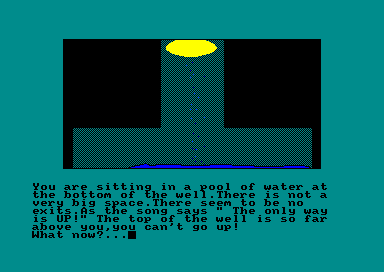 You are sitting in a pool of water at
the bottom of the well.There is not a
very big space.There seem to be no
exits.As the song says " The only way
is UP!" The top of the well is so far
above you,you can't go up!
What now?...